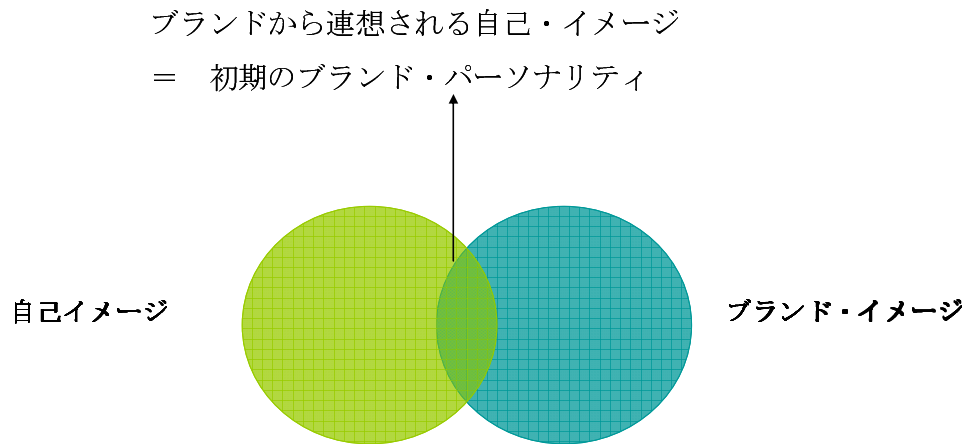 ブランドから連想される自己・イメージ
＝　初期のブランド・パーソナリティ
自己イメージ
ブランド・イメージ